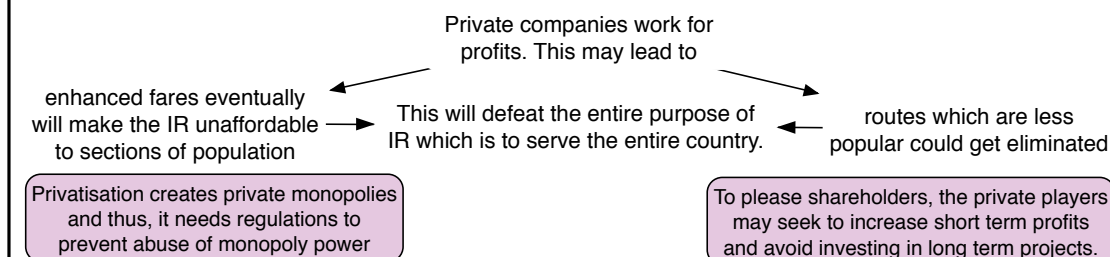 Private companies work for
profits. This may lead to
enhanced fares eventually
will make the IR unaffordable
to sections of population
This will defeat the entire purpose of
IR which is to serve the entire country.
routes which are less
popular could get eliminated
Privatisation creates private monopolies
and thus, it needs regulations to
prevent abuse of monopoly power
To please shareholders, the private players
may seek to increase short term profits
and avoid investing in long term projects.